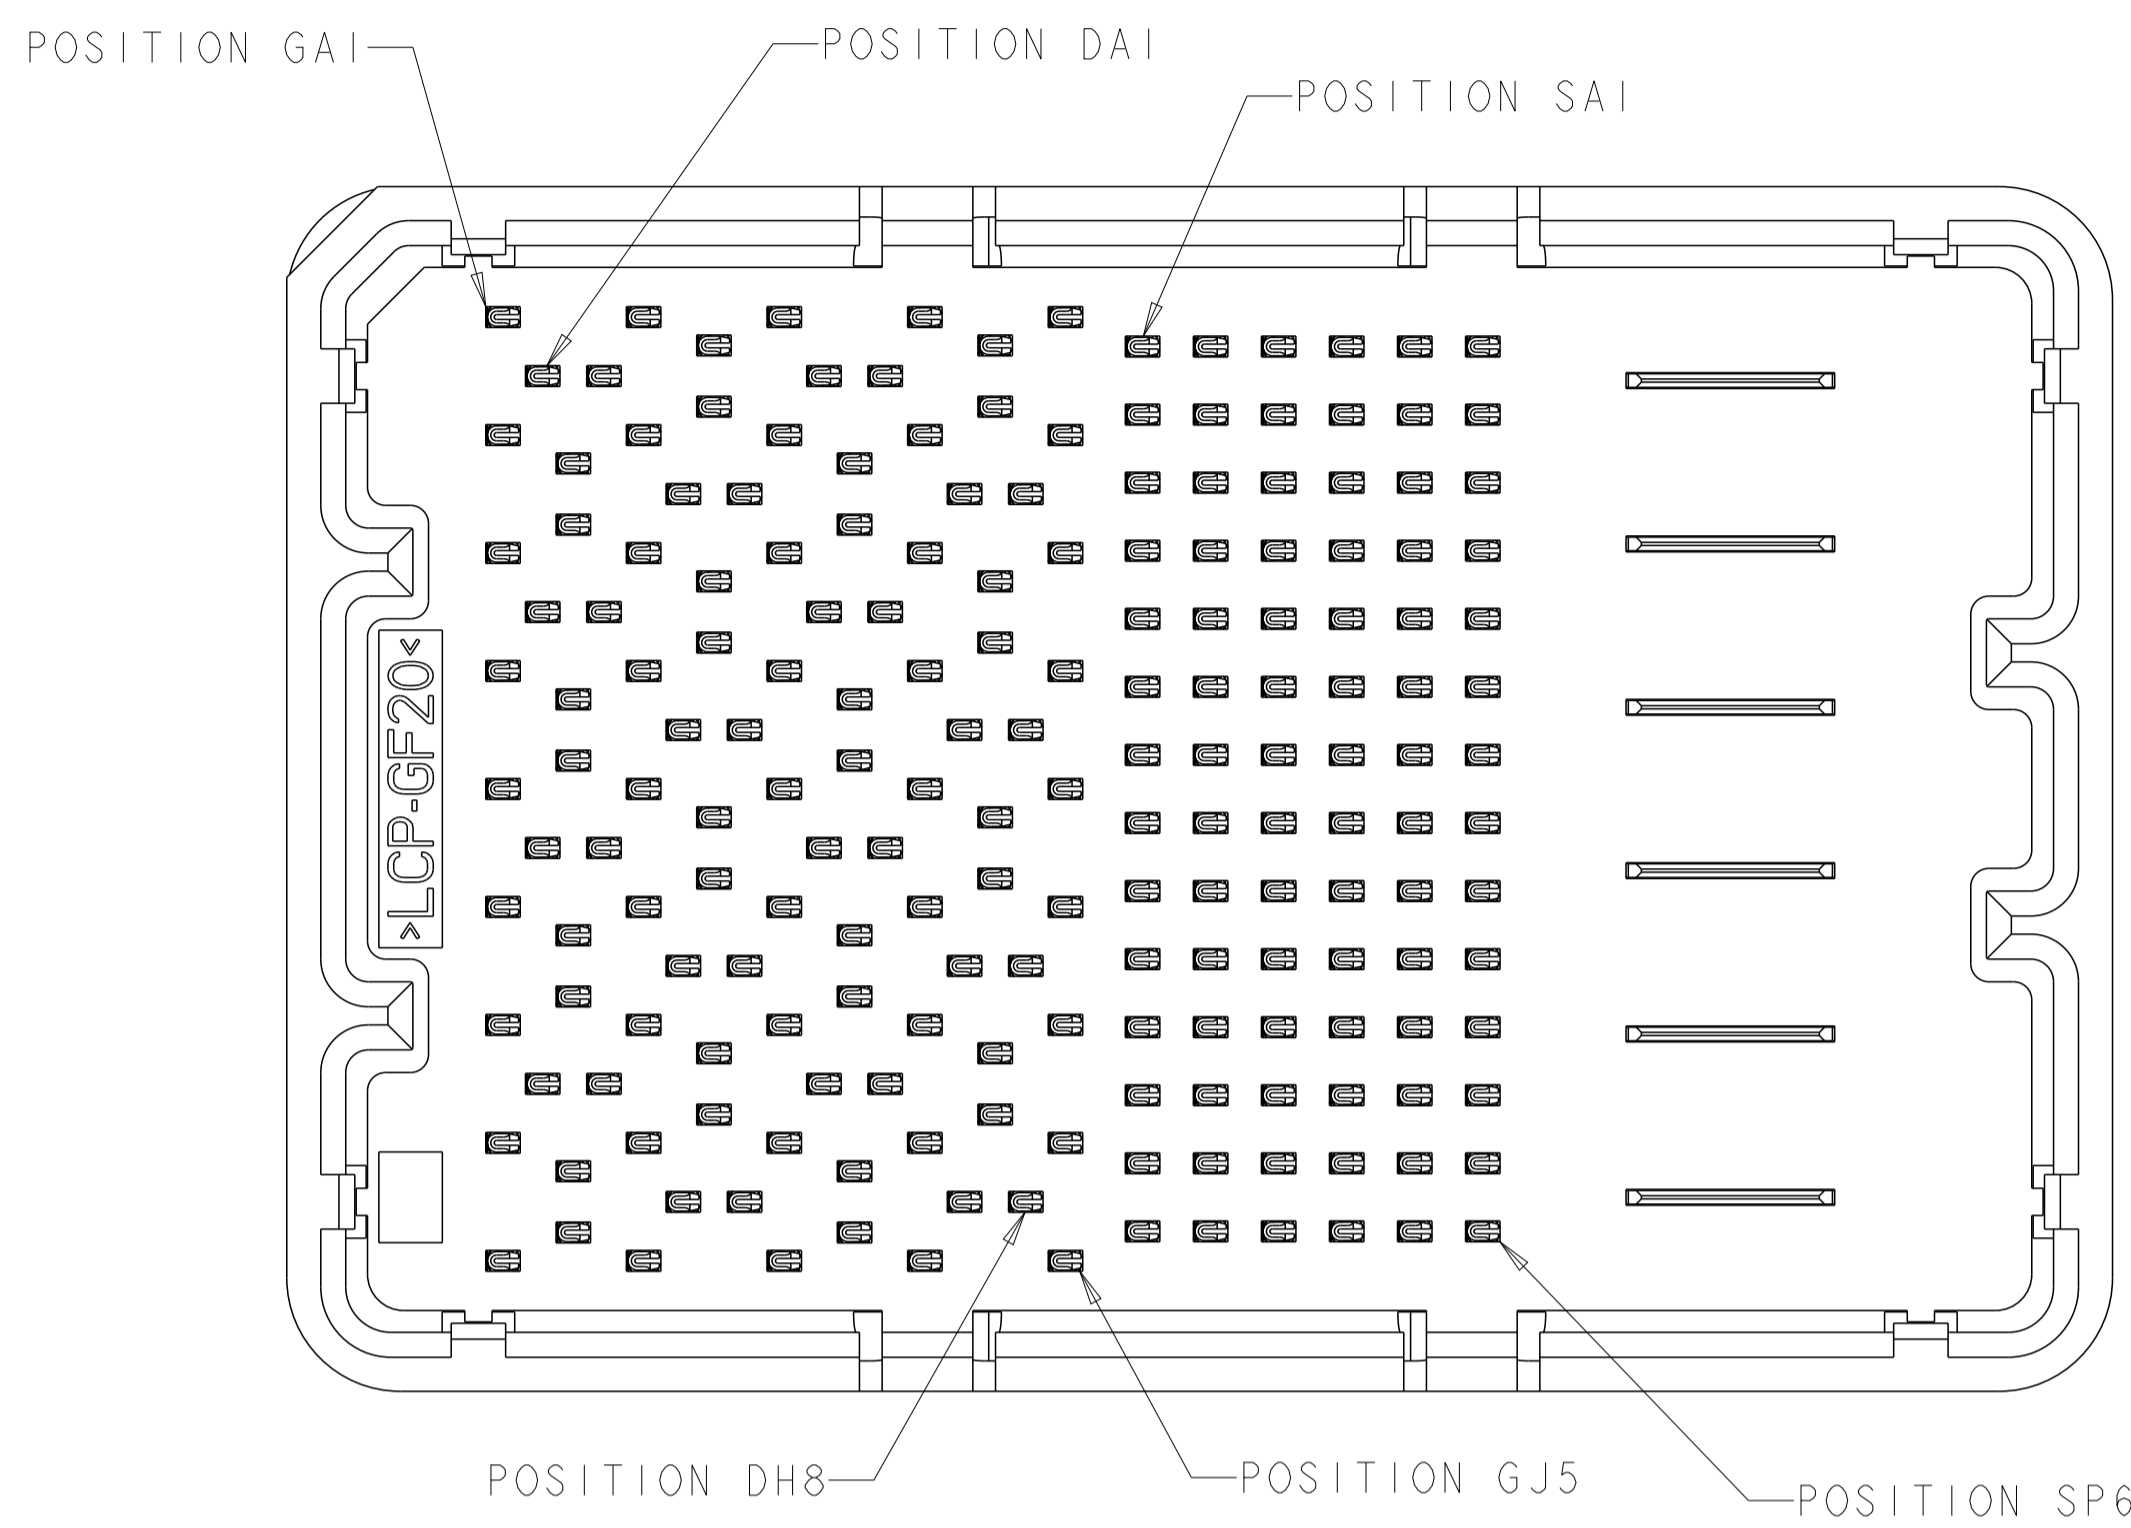 POSITION GA1
POSITION DA1
POSITION SA1
>LCP-GF20<
POSITION DH8
POSITION GJ5
POSITION SP6